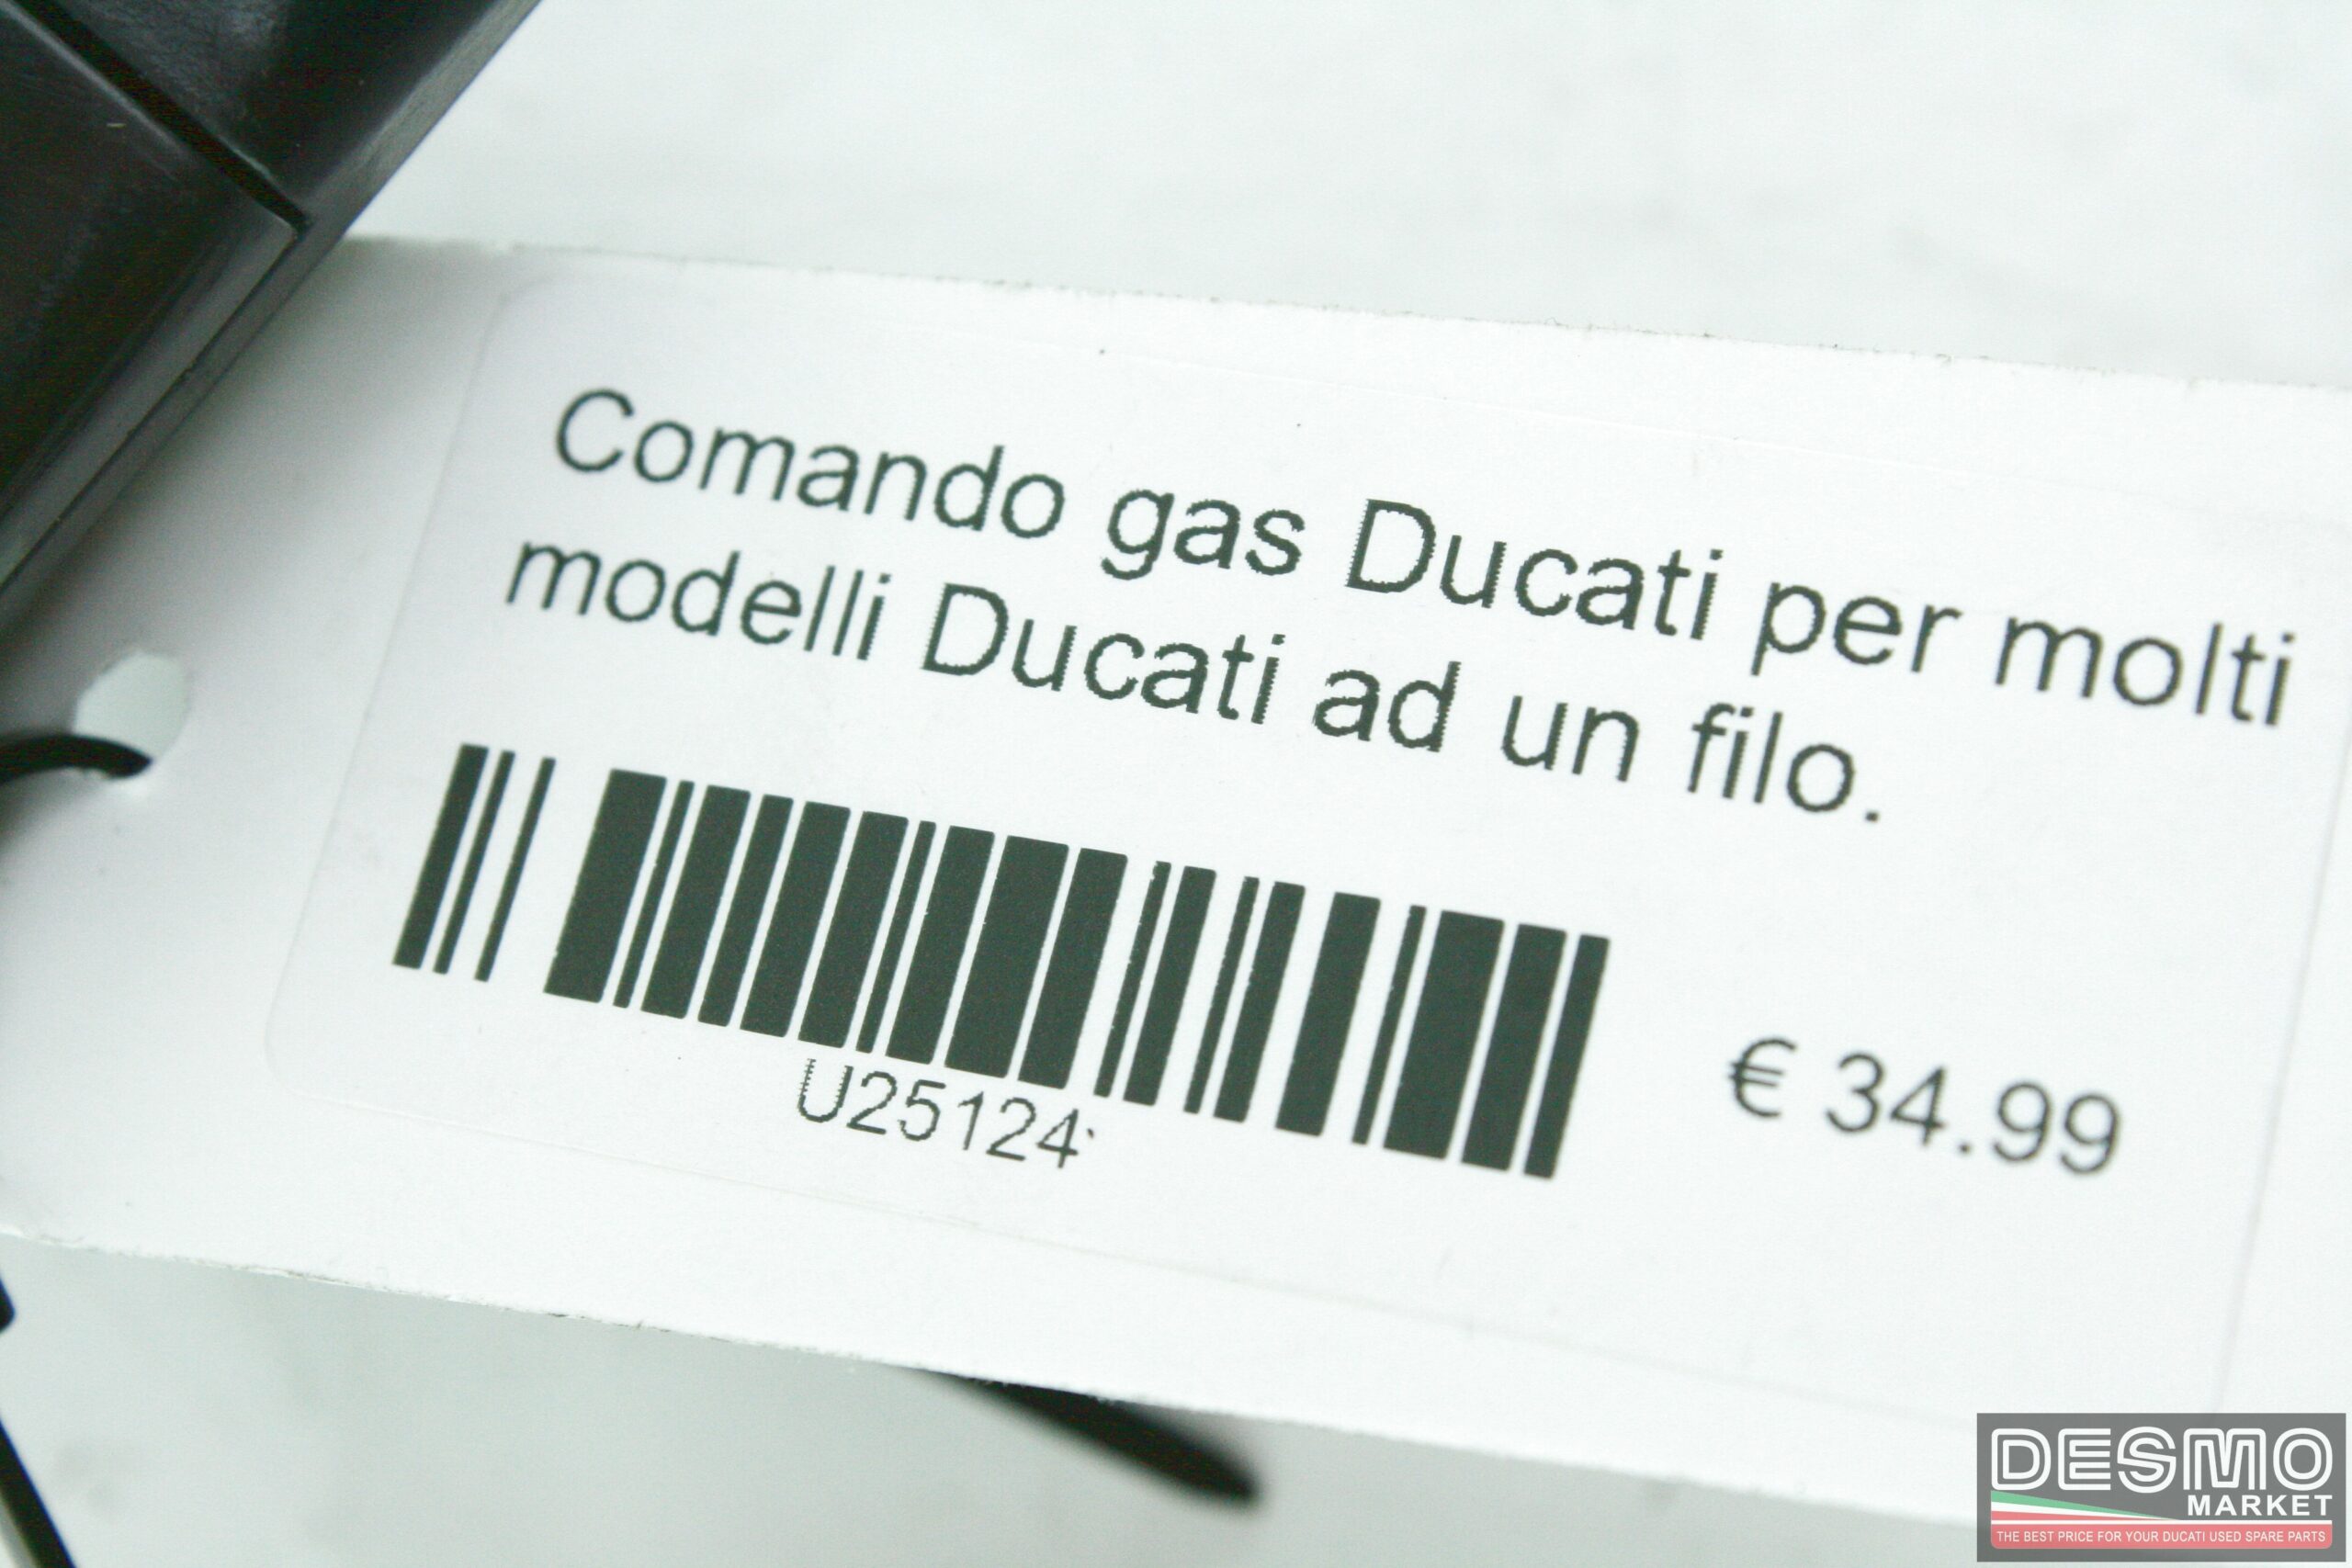 Comando gas Ducati per molti
modelli Ducati ad un filo.
U25124
€ 34.99
DESMO
MARKET
THE BEST PRICE FOR YOUR DUCATI USED SPARE PARTS